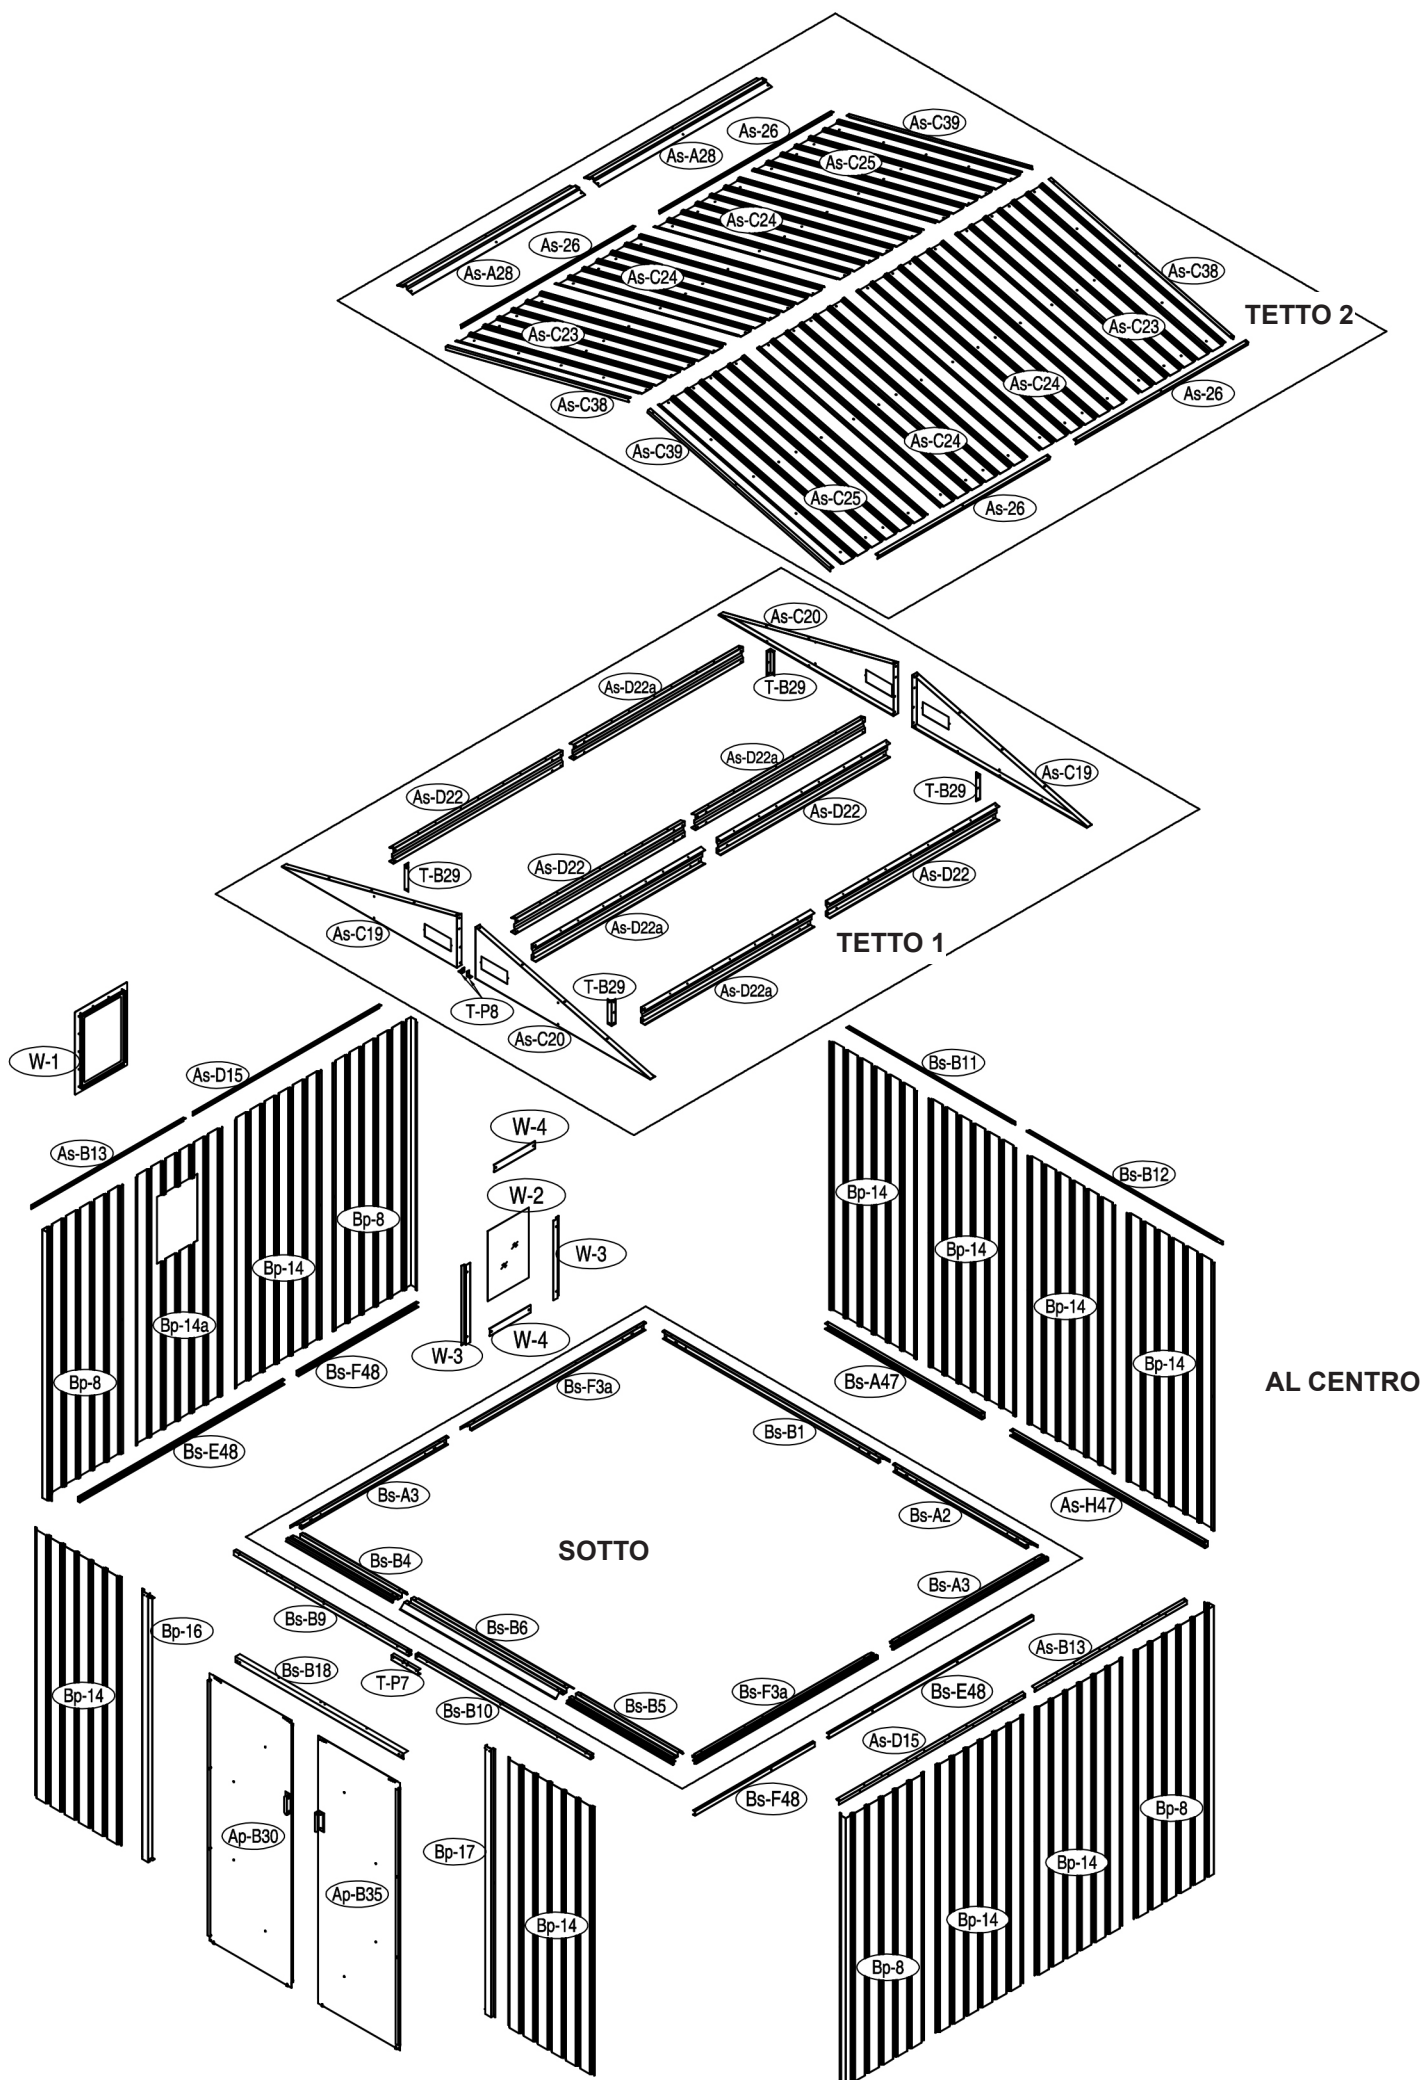 As-C39
As-26
As-A28
As-C25
As-C24
As-26
As-A28
As-C24
As-C38
TETTO 2
As-C23
As-C23
As-C24
As-26
As-C38
As-C24
As-C39
As-C25
As-26
As-C20
T-B29
As-D22a
As-D22a
As-C19
T-B29
As-D22
As-D22
As-D22
T-B29
As-D22
As-D22a
As-C19
TETTO 1
T-B29
As-D22a
T-P8
As-C20
W-1
As-D15
Bs-B11
As-B13
W-4
Bs-B12
W-2
Bp-14
Bp-8
Bp-14
W-3
Bp-14
Bp-14
Bp-14a
W-4
W-3
Bp-14
Bs-F48
Bp-8
Bs-A47
AL CENTRO
Bs-F3a
Bs-B1
Bs-E48
Bs-A3
As-H47
Bs-A2
SOTTO
Bs-B4
Bs-A3
Bs-B9
Bs-B6
Bp-16
As-B13
Bs-B18
T-P7
Bs-E48
Bp-14
Bs-B5
Bs-F3a
Bs-B10
As-D15
Bs-F48
Bp-8
Ap-B30
Bp-17
Bp-14
Ap-B35
Bp-14
Bp-14
Bp-8